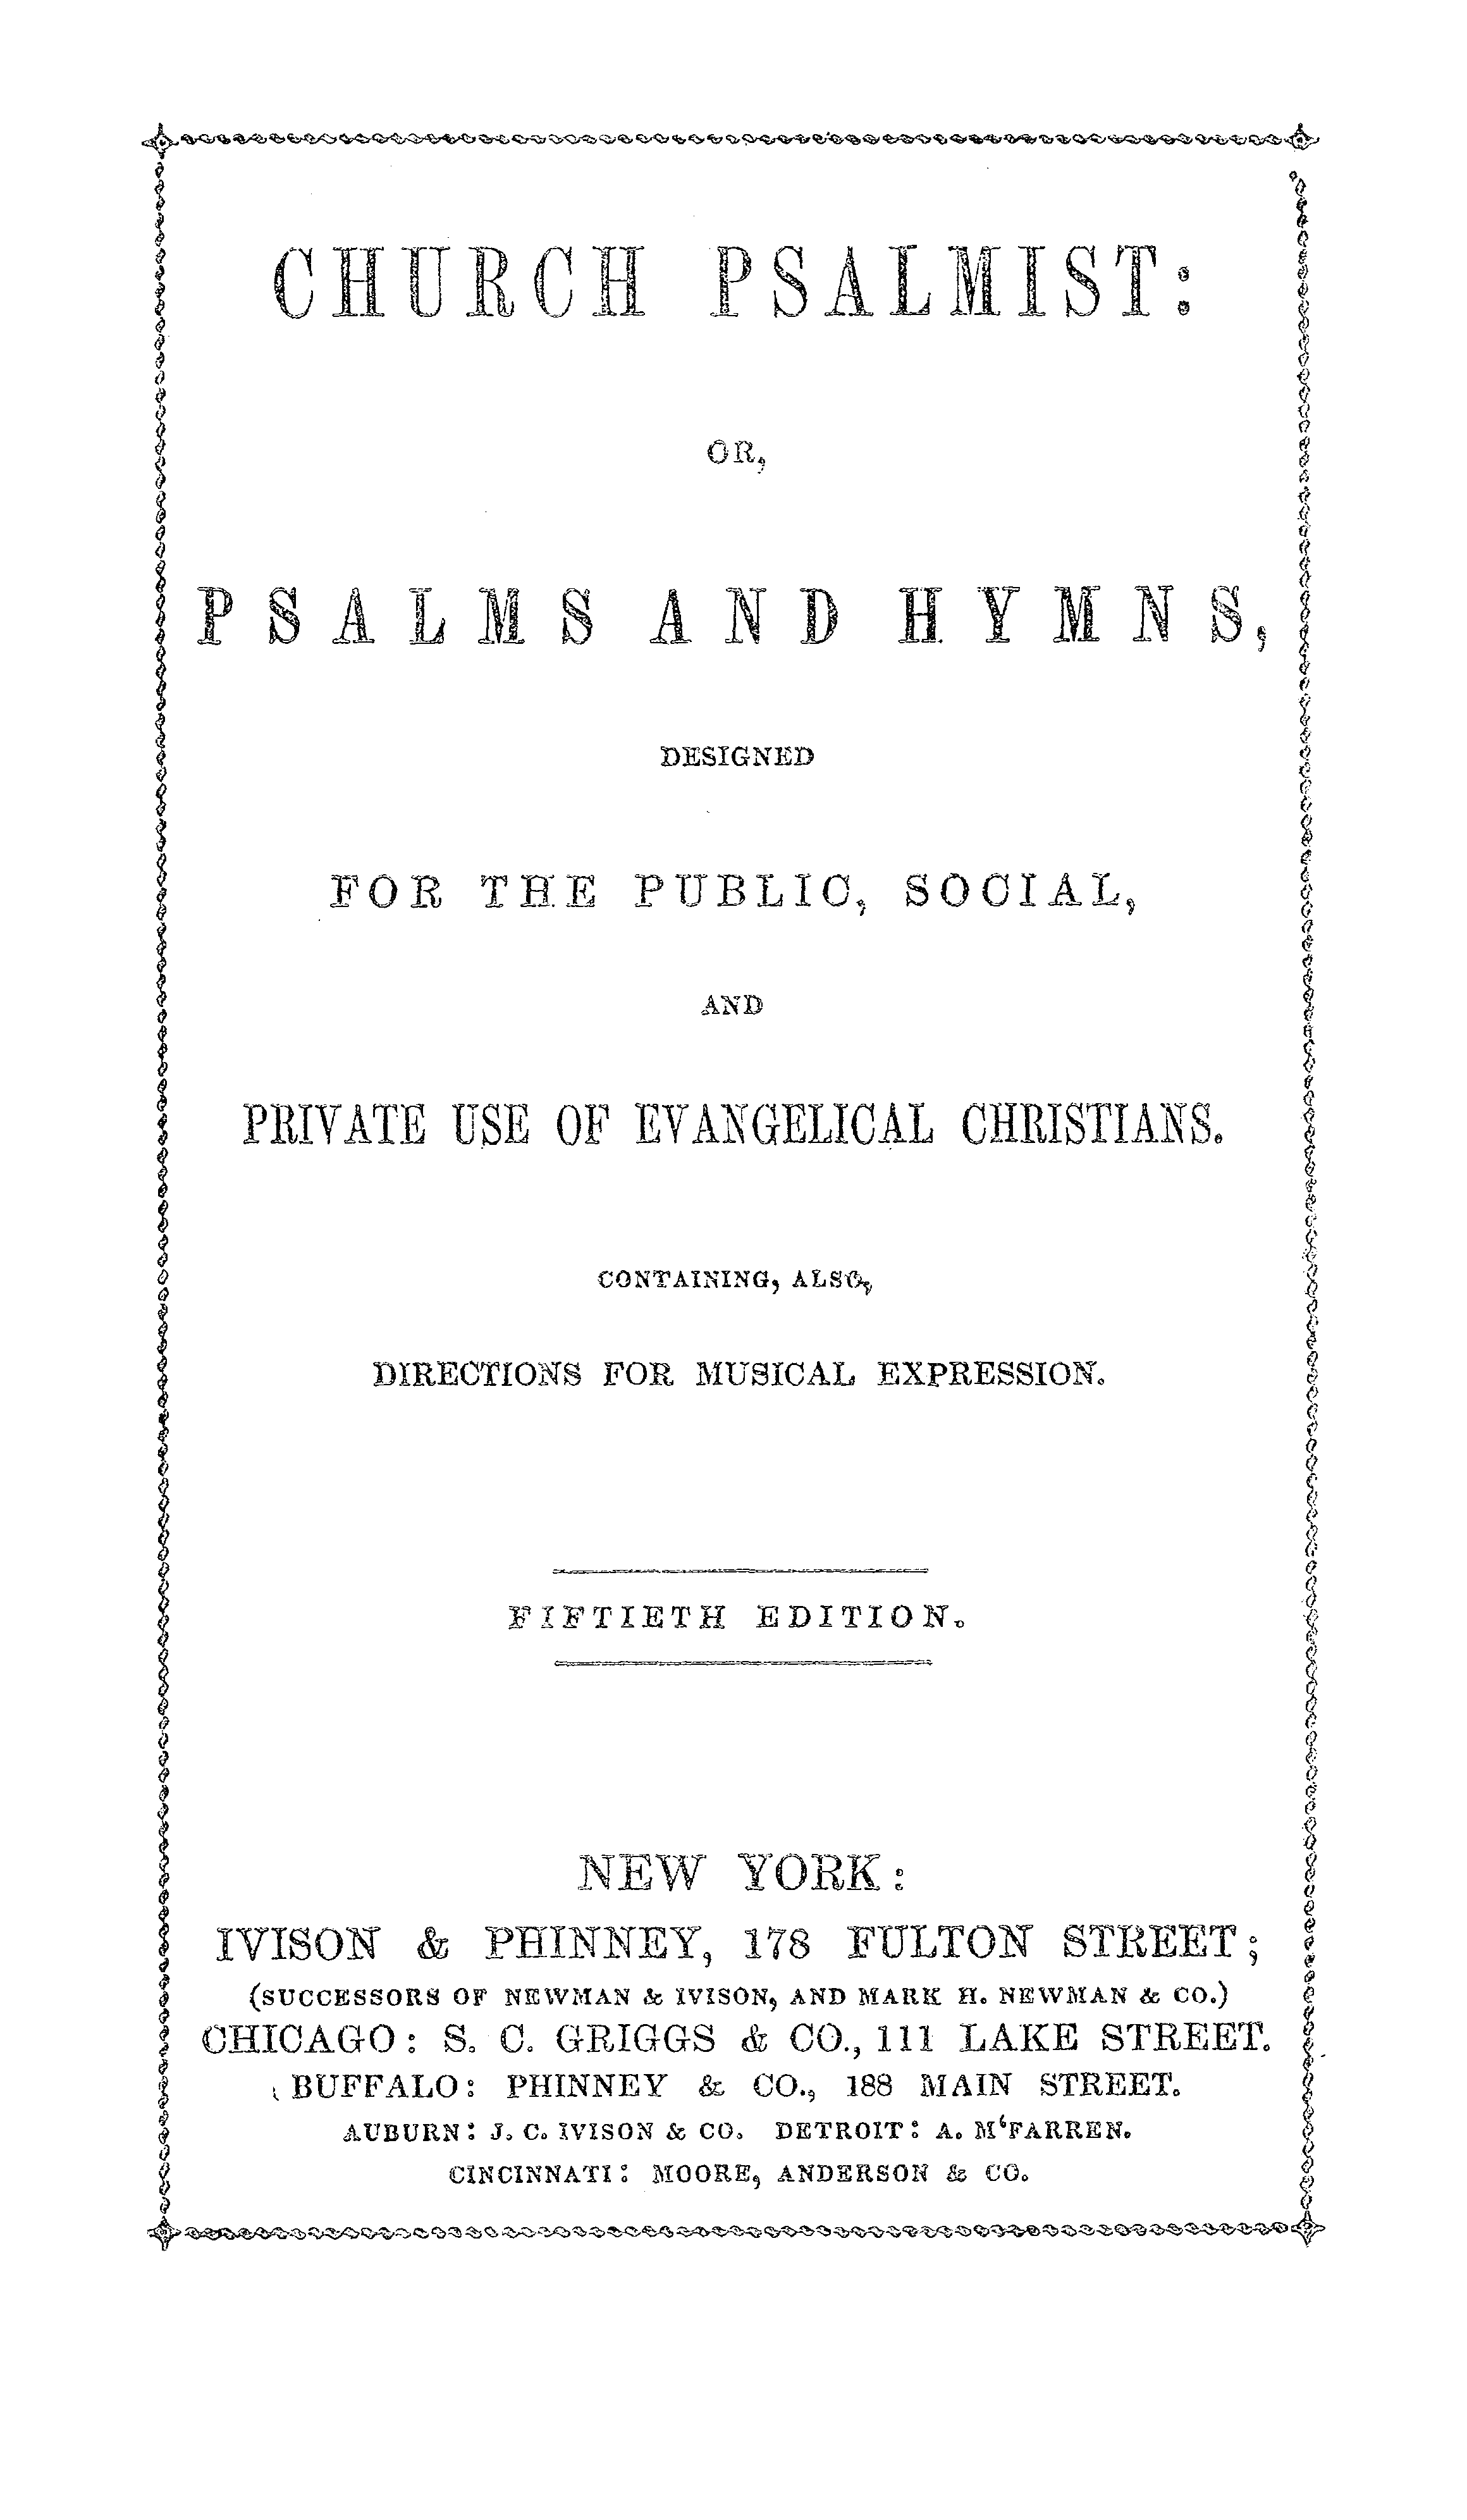 CHURCH PSALMIST:
OR,
PSALMS AND HYMNS,
DESIGNED
FOR THE PUBLIC, SOCIAL,
AND
PRIVATE USE OF EVANGELICAL CHRISTIANS.
CONTAINING, ALSO,
DIRECTIONS FOR MUSICAL EXPRESSION.
FIFTIETH EDITION.
NEW YORK:
IVISON & PHINNEY, 178 FULTON STREET;
(SUCCESSORS OF NEWMAN & IVISON, AND MARK H. NEWMAN & CO.)
CHICAGO: S. C. GRIGGS & CO., 111 LAKE STREET.
BUFFALO: PHINNEY & CO., 188 MAIN STREET.
AUBURN: J. C. IVISON & CO. DETROIT: A. M‘FARREN.
CINCINNATI: MOORE, ANDERSON & CO.